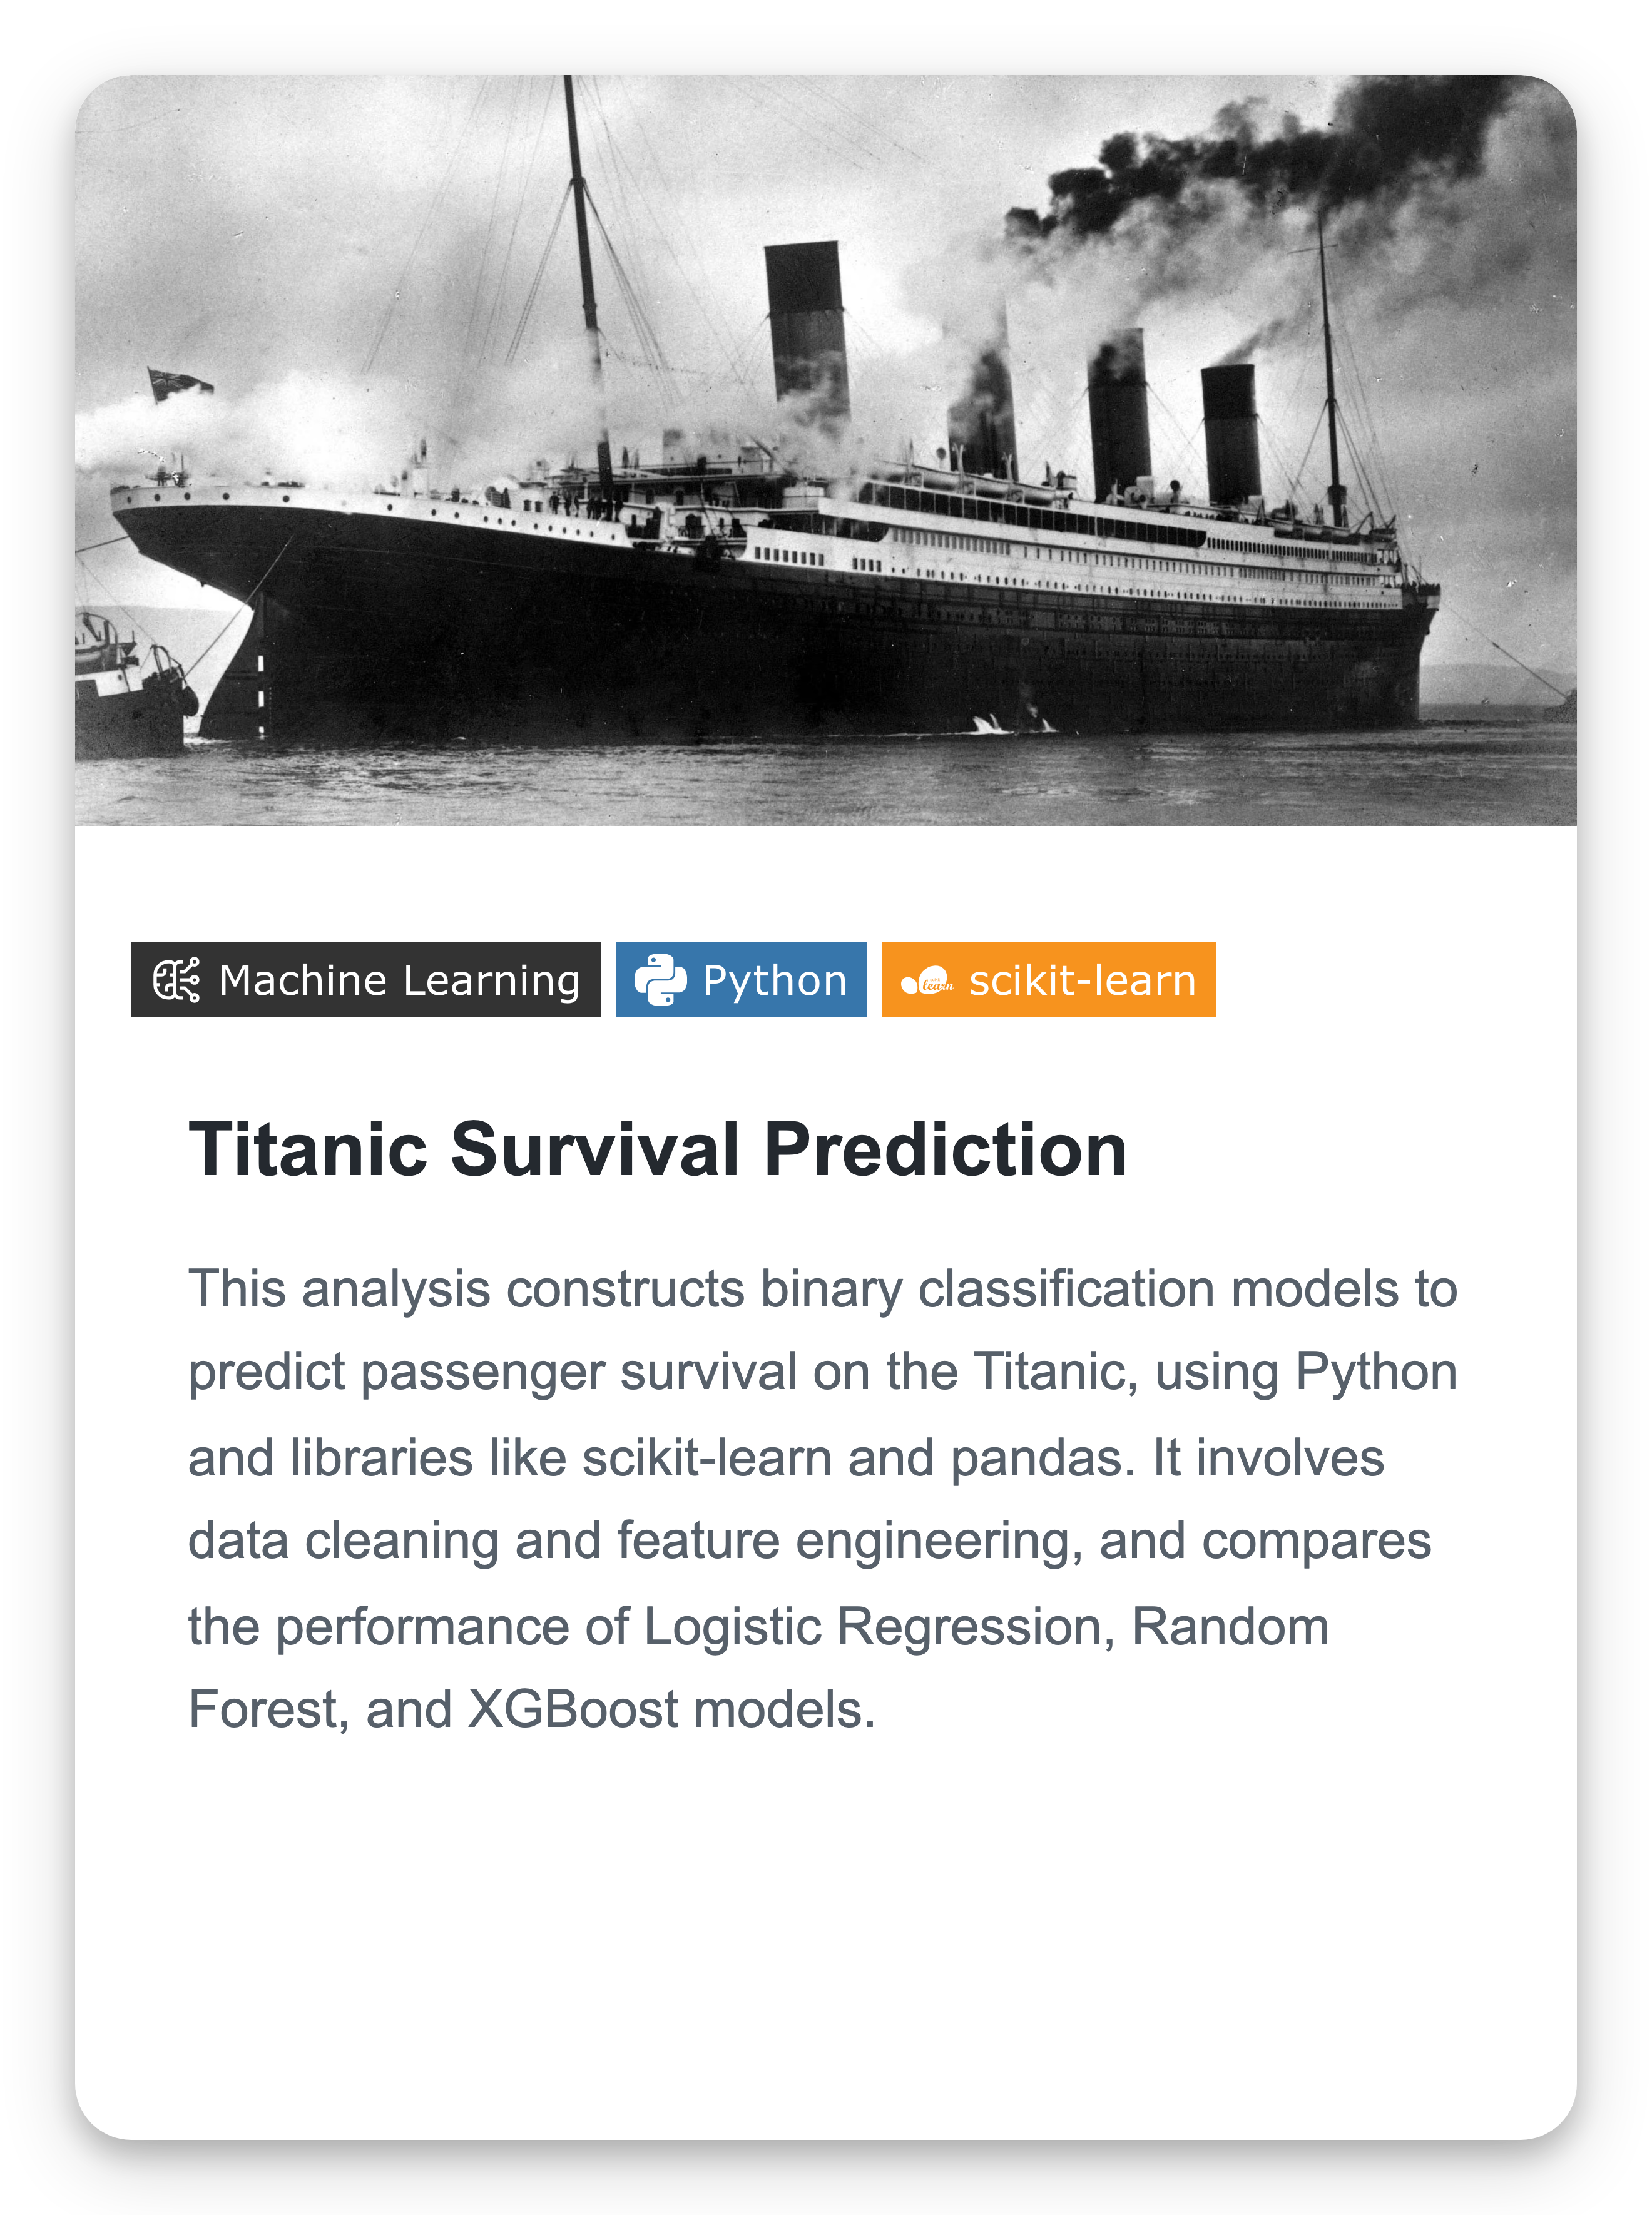 Machine Learning Python learn scikit-learn
Titanic Survival Prediction
This analysis constructs binary classification models to
predict passenger survival on the Titanic, using Python
and libraries like scikit-learn and pandas. It involves
data cleaning and feature engineering, and compares
the performance of Logistic Regression, Random
Forest, and XGBoost models.